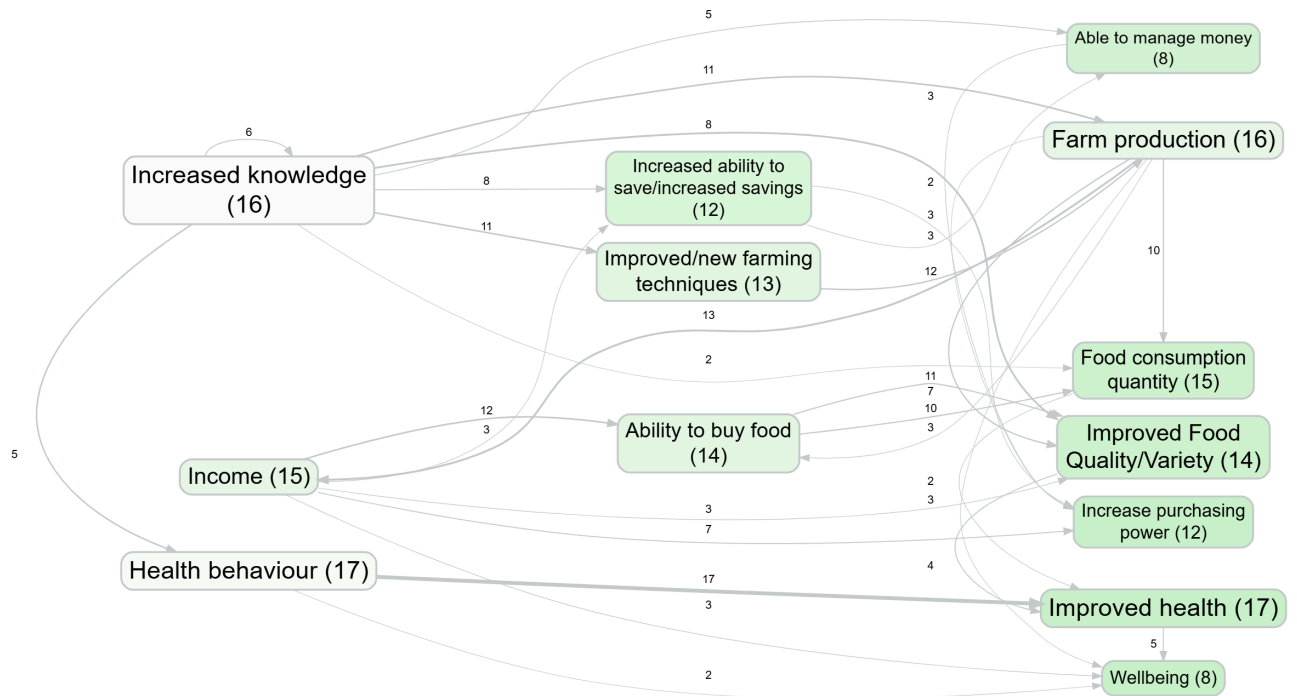 5
Able to manage money
(8)
11
3
6
8
Farm production (16)
Increased knowledge
(16)
8
Increased ability to
save/increased savings
(12)
2
3
3
11
Improved/new farming
techniques (13)
12
10
13
2
Food consumption
quantity (15)
11
7
10
3
12
3
Ability to buy food
(14)
Improved Food
Quality/Variety (14)
5
Income (15)
2
3
3
7
Increase purchasing
power (12)
Health behaviour (17)
4
17
3
Improved health (17)
5
2
Wellbeing (8)